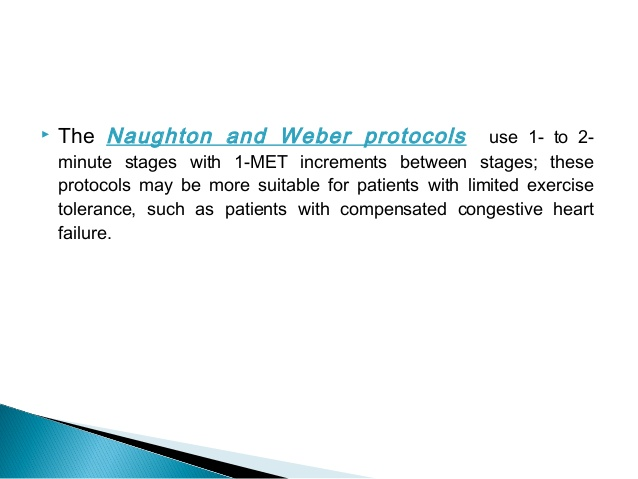 The Naughton and Weber protocols use 1- to 2-
minute stages with 1-MET increments between stages; these
protocols may be more suitable for patients with limited exercise
tolerance, such as patients with compensated congestive heart
failure.